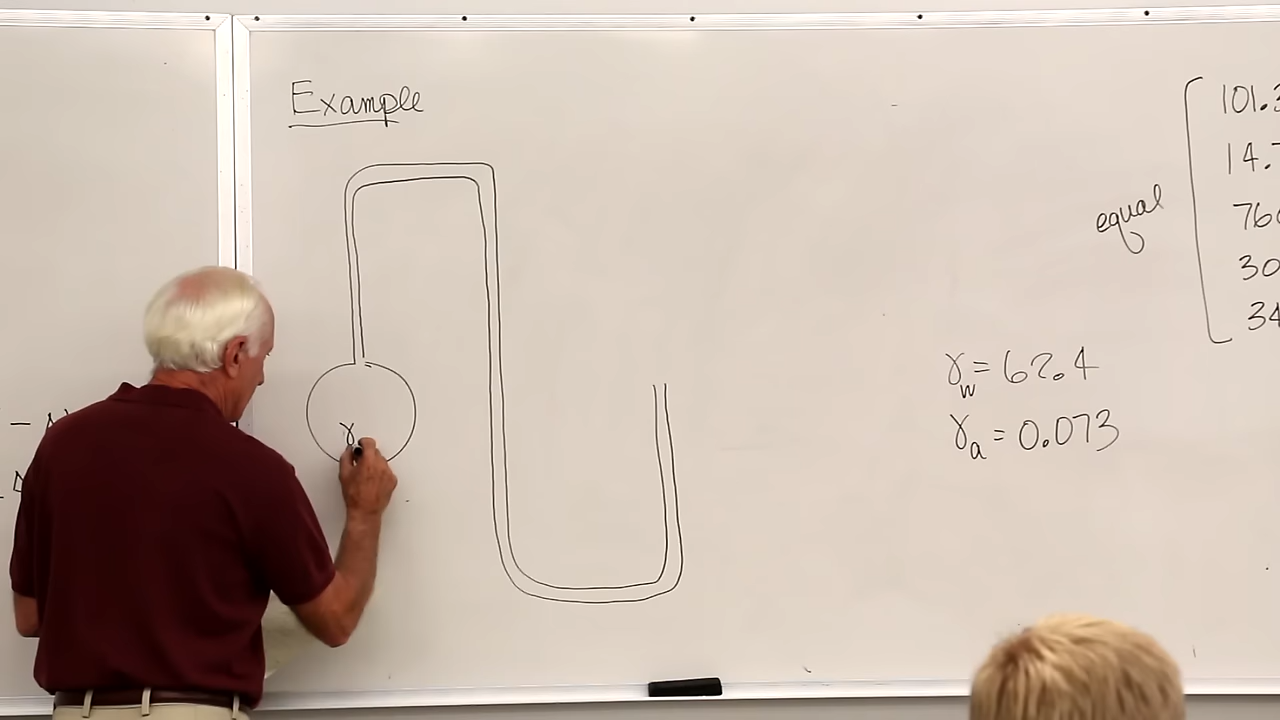 Example
γ
equal
101.3
14.7
760
30
34
γw = 62.4
γa = 0.073